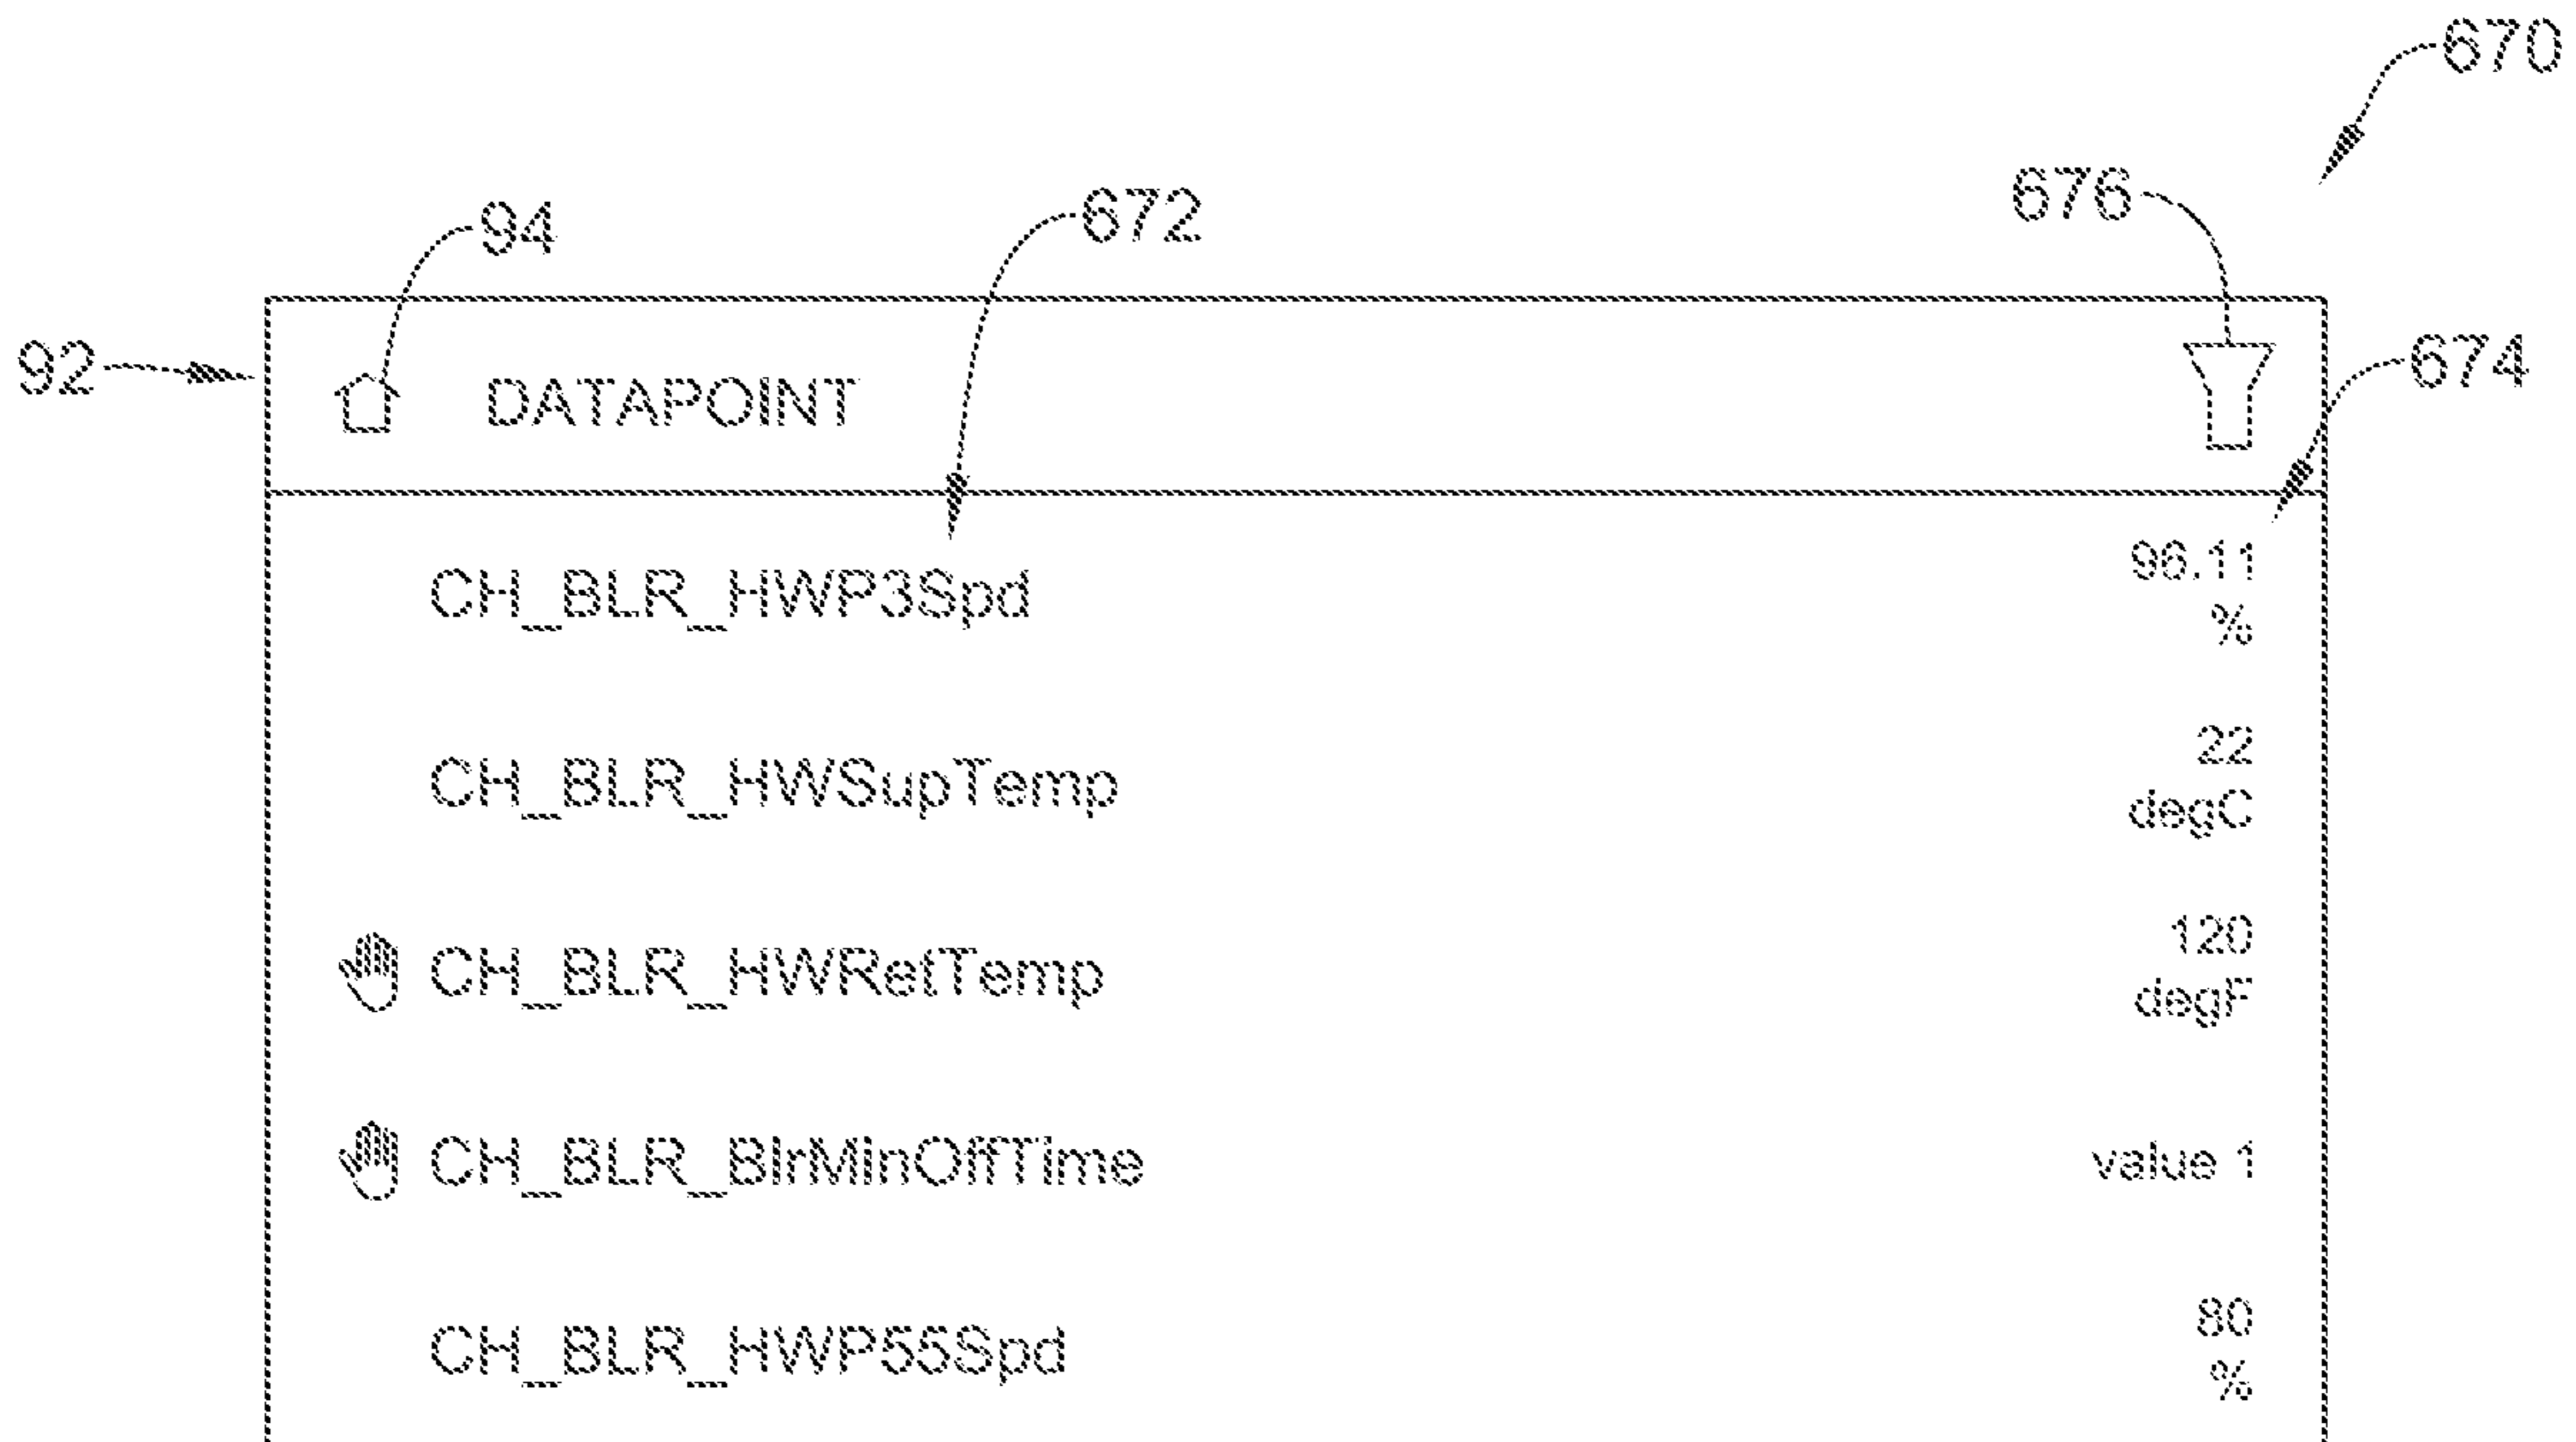 670
676
672
94
92
674
DATAPOINT
CH_BLR_HWP3Spd
96.11
%
CH_BLR_HWSupTemp
22
degC
CH_BLR_HWRetTemp
120
degF
CH_BLR_BlrMinOffTime
value 1
CH_BLR_HWP55Spd
80
%